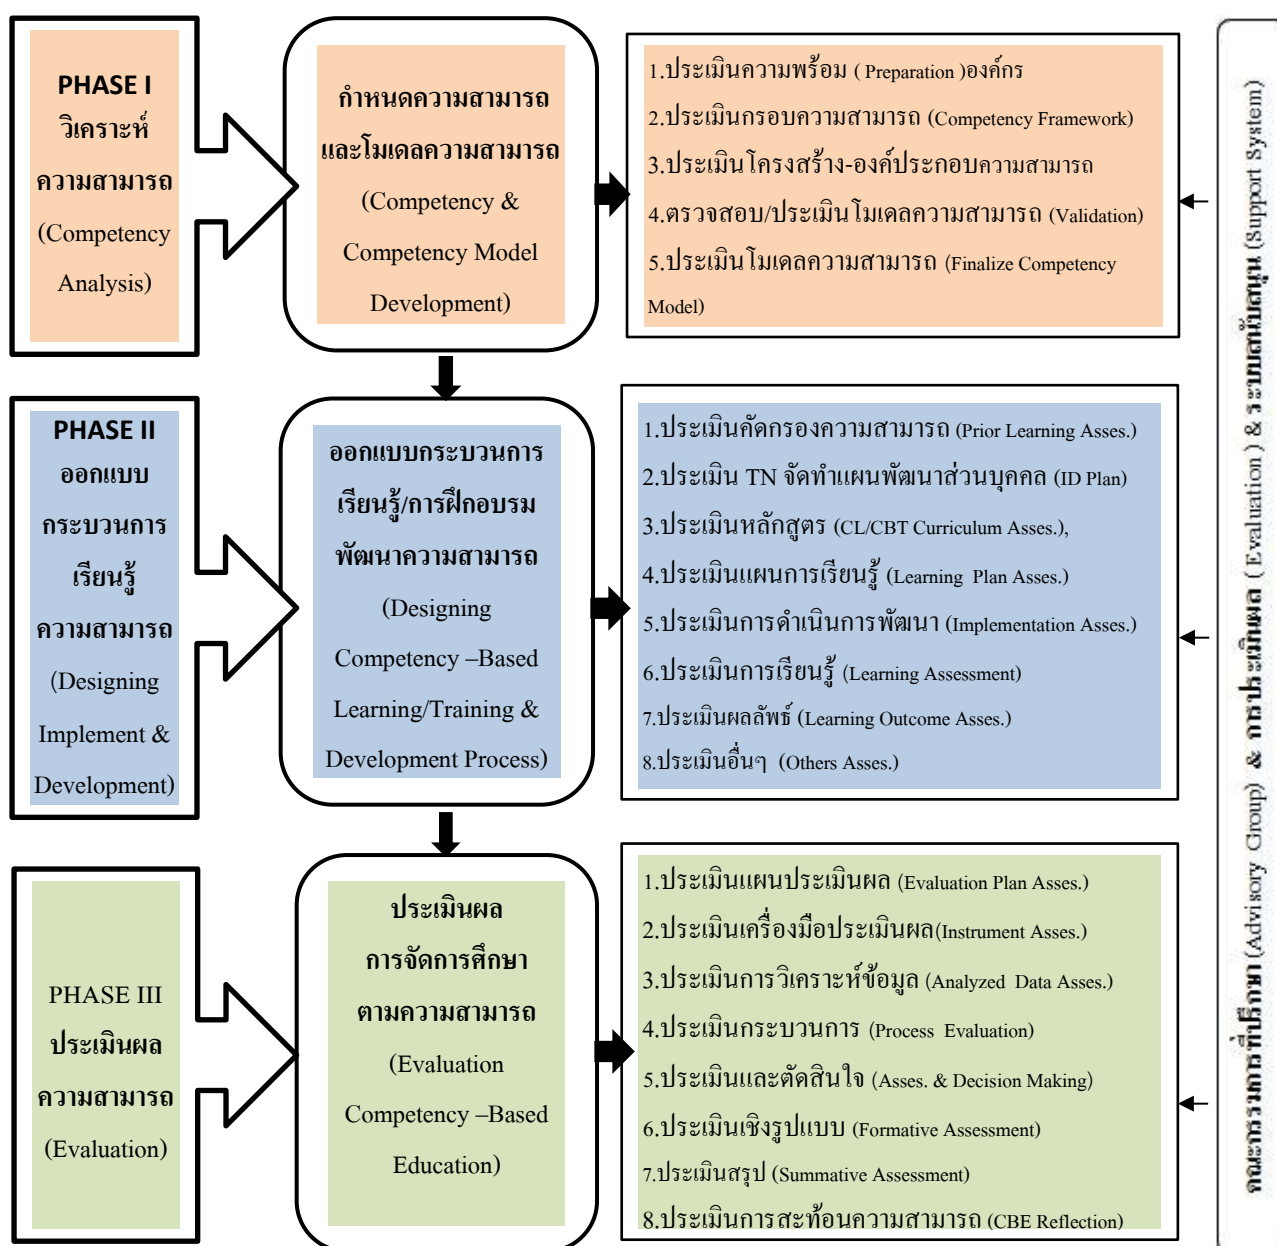 PHASE I
วิเคราะห์
ความสามารถ
(Competency
Analysis)
กำหนดความสามารถ
และโมเดลความสามารถ
(Competency &
Competency Model
Development)
1.ประเมินความพร้อม ( Preparation )องค์กร
2.ประเมินกรอบความสามารถ (Competency Framework)
3.ประเมินโครงสร้าง-องค์ประกอบความสามารถ
4.ตรวจสอบ/ประเมินโมเดลความสามารถ (Validation)
5.ประเมินโมเดลความสามารถ (Finalize Competency
Model)
PHASE II
ออกแบบ
กระบวนการ
เรียนรู้
ความสามารถ
(Designing
Implement &
Development)
ออกแบบกระบวนการ
เรียนรู้/การฝึกอบรม
พัฒนาความสามารถ
(Designing
Competency –Based
Learning/Training &
Development Process)
1.ประเมินคัดกรองความสามารถ (Prior Learning Asses.)
2.ประเมิน TN จัดทำแผนพัฒนาส่วนบุคคล (ID Plan)
3.ประเมินหลักสูตร (CL/CBT Curriculum Asses.),
4.ประเมินแผนการเรียนรู้ (Learning Plan Asses.)
5.ประเมินการดำเนินการพัฒนา (Implementation Asses.)
6.ประเมินการเรียนรู้ (Learning Assessment)
7.ประเมินผลลัพธ์ (Learning Outcome Asses.)
8.ประเมินอื่นๆ (Others Asses.)
PHASE III
ประเมินผล
ความสามารถ
(Evaluation)
ประเมินผล
การจัดการศึกษา
ตามความสามารถ
(Evaluation
Competency –Based
Education)
1.ประเมินแผนประเมินผล (Evaluation Plan Asses.)
2.ประเมินเครื่องมือประเมินผล(Instrument Asses.)
3.ประเมินการวิเคราะห์ข้อมูล (Analyzed Data Asses.)
4.ประเมินกระบวนการ (Process Evaluation)
5.ประเมินและตัดสินใจ (Asses. & Decision Making)
6.ประเมินเชิงรูปแบบ (Formative Assessment)
7.ประเมินสรุป (Summative Assessment)
8.ประเมินการสะท้อนความสามารถ (CBE Reflection)
คณะกรรมการที่ปรึกษา (Advisory Group) & การประเมินผล ( Evaluation ) & ระบบสนับสนุน (Support System)